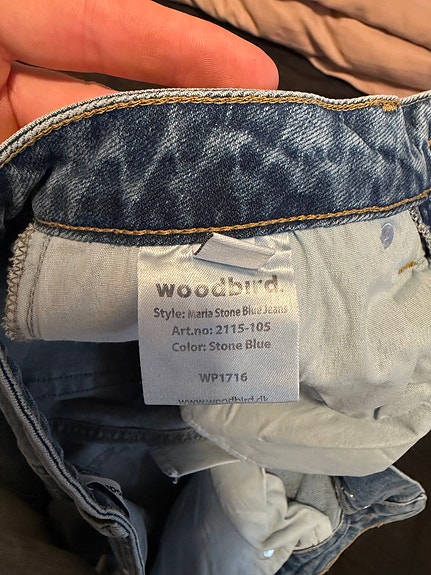 woodbird.
Style: Maria Stone Blue Jeans
Art.no: 2115-105
Color: Stone Blue
WP1716
www.woodbird.dk